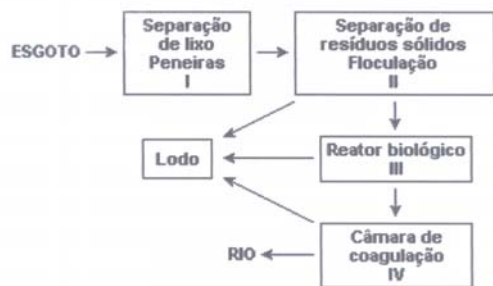 ESGOTO
Separação
de lixo
Peneiras
I
Separação de
resíduos sólidos
Floculação
II
Lodo
Reator biológico
III
RIO
Câmara de
coagulação
IV